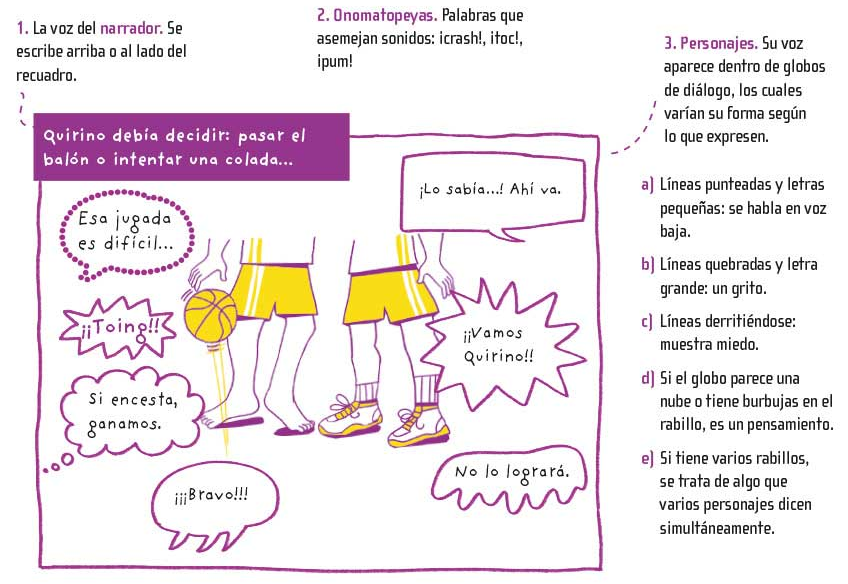 1. La voz del narrador. Se
escribe arriba o al lado del
recuadro.
2. Onomatopeyas. Palabras que
asemejan sonidos: ¡crash!, ¡toc!,
¡pum!
3. Personajes. Su voz
aparece dentro de globos
de diálogo, los cuales
varían su forma según
lo que expresen.
a) Líneas punteadas y letras
pequeñas: se habla en voz
baja.
b) Líneas quebradas y letra
grande: un grito.
c) Líneas derritiéndose:
muestra miedo.
d) Si el globo parece una
nube o tiene burbujas en el
rabillo, es un pensamiento.
e) Si tiene varios rabillos,
se trata de algo que
varios personajes dicen
simultáneamente.
Quirino debía decidir: pasar el
balón o intentar una colada...
¡Lo sabía...! Ahí va.
Esa jugada
es difícil...
¡¡Toing!!
¡¡Vamos
Quirino!!
Si encesta,
ganamos.
No lo logrará.
¡¡¡Bravo!!!